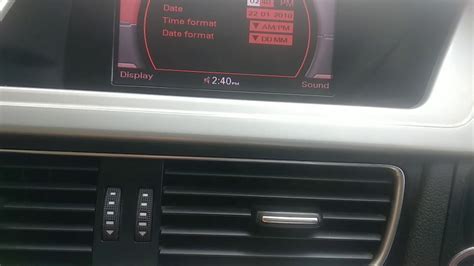 PM
Date 22-01-2010
Time format AM/PM
Date format DD/MM
Display 2:40PM Sound